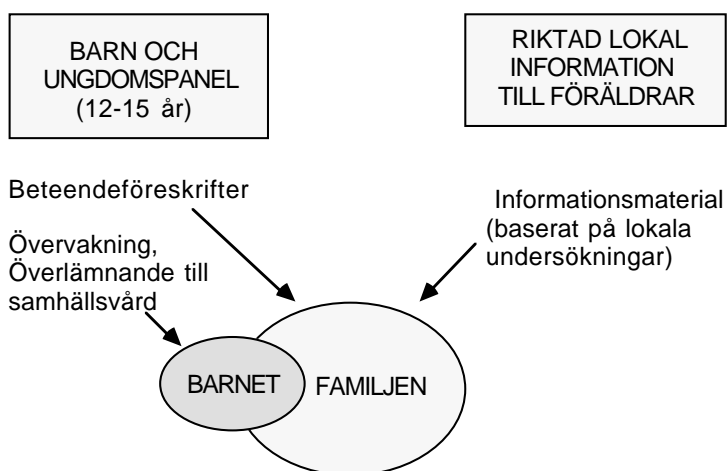 BARN OCH
UNGDOMSPANEL
(12-15 år)
RIKTAD LOKAL
INFORMATION
TILL FÖRÄLDRAR
Beteendeföreskrifter
Övervakning,
Överlämnande till
samhällsvård
Informationsmaterial
(baserat på lokala
undersökningar)
BARNET
FAMILJEN